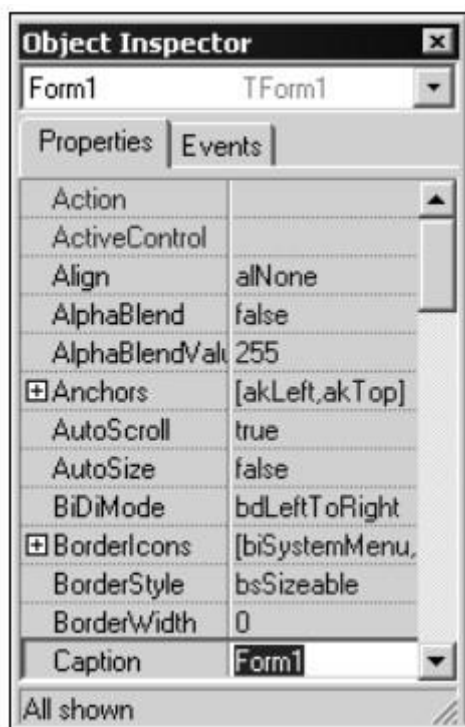 Object Inspector
Form1 TForm1
Properties Events
Action
ActiveControl
Align alNone
AlphaBlend false
AlphaBlendValu 255
Anchors [akLeft,akTop]
AutoScroll true
AutoSize false
BiDiMode bdLeftToRight
BorderIcons [biSystemMenu,
BorderStyle bsSizeable
BorderWidth 0
Caption Form1
All shown